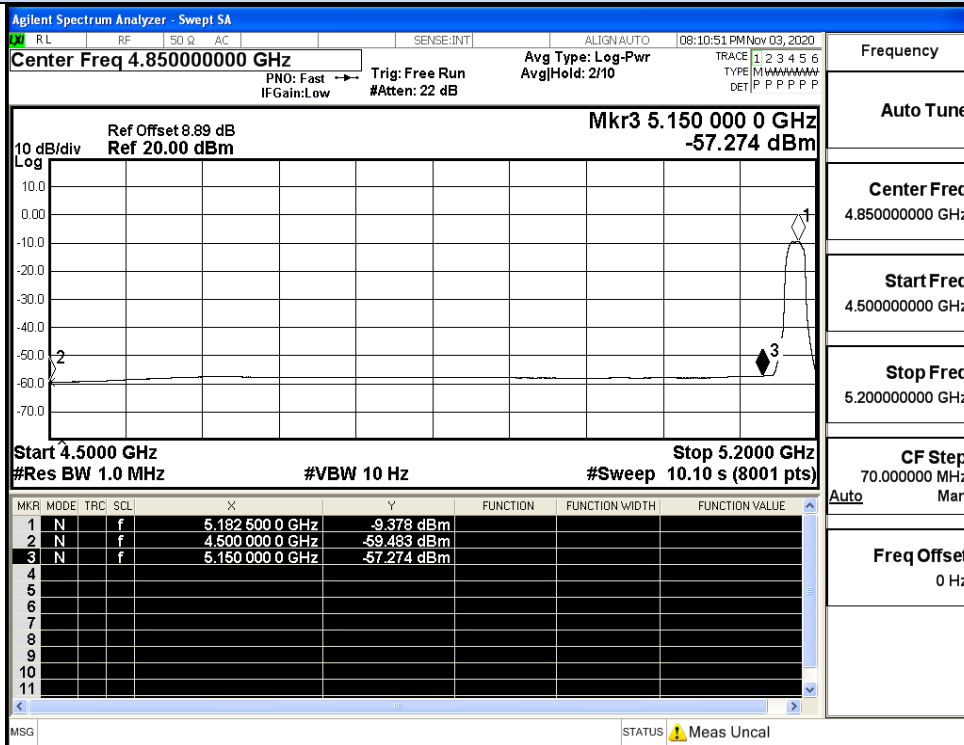 Agilent Spectrum Analyzer - Swept SA
LXI RL RF 50 Ω AC SENSE:INT ALIGN AUTO 08:10:51 PM Nov 03, 2020
Center Freq 4.850000000 GHz
PNO: Fast
IFGain:Low
Trig: Free Run
#Atten: 22 dB
Avg Type: Log-Pwr
Avg|Hold: 2/10
TRACE 1 2 3 4 5 6
TYPE M WWWWW
DET P P P P P P
Mkr3 5.150 000 0 GHz
-57.274 dBm
Ref Offset 8.89 dB
10 dB/div Ref 20.00 dBm
Log
10.0
0.00
-10.0
-20.0
-30.0
-40.0
-50.0
-60.0
-70.0
1
2
3
Start 4.5000 GHz Stop 5.2000 GHz
#Res BW 1.0 MHz #VBW 10 Hz #Sweep 10.10 s (8001 pts)
MKR MODE TRC SCL X Y FUNCTION FUNCTION WIDTH FUNCTION VALUE
1 N f 5.182 500 0 GHz -9.378 dBm
2 N f 4.500 000 0 GHz -59.483 dBm
3 N f 5.150 000 0 GHz -57.274 dBm
4
5
6
7
8
9
10
11
MSG STATUS Meas Uncal
Frequency
Auto Tune
Center Freq
4.850000000 GHz
Start Freq
4.500000000 GHz
Stop Freq
5.200000000 GHz
CF Step
70.000000 MHz
Auto Man
Freq Offset
0 Hz